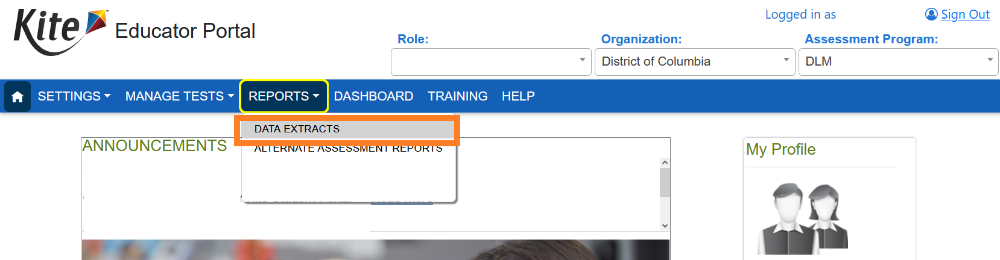 Kite
Educator Portal
Logged in as
Sign Out
Role:
Organization:
Assessment Program:
District of Columbia
DLM
SETTINGS
MANAGE TESTS
REPORTS
DASHBOARD
TRAINING
HELP
DATA EXTRACTS
ALTERNATE ASSESSMENT REPORTS
ANNOUNCEMENTS
My Profile